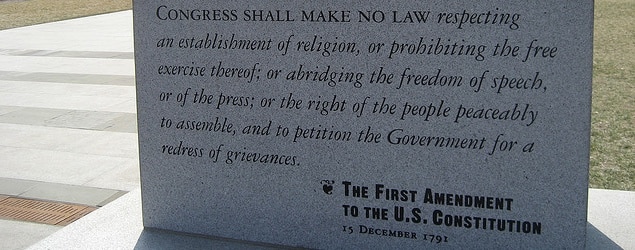 CONGRESS SHALL MAKE NO LAW respecting
an establishment of religion, or prohibiting the free
exercise thereof; or abridging the freedom of speech,
or of the press; or the right of the people peaceably
to assemble, and to petition the Government for a
redress of grievances.
THE FIRST AMENDMENT
TO THE U.S. CONSTITUTION
15 DECEMBER 1791